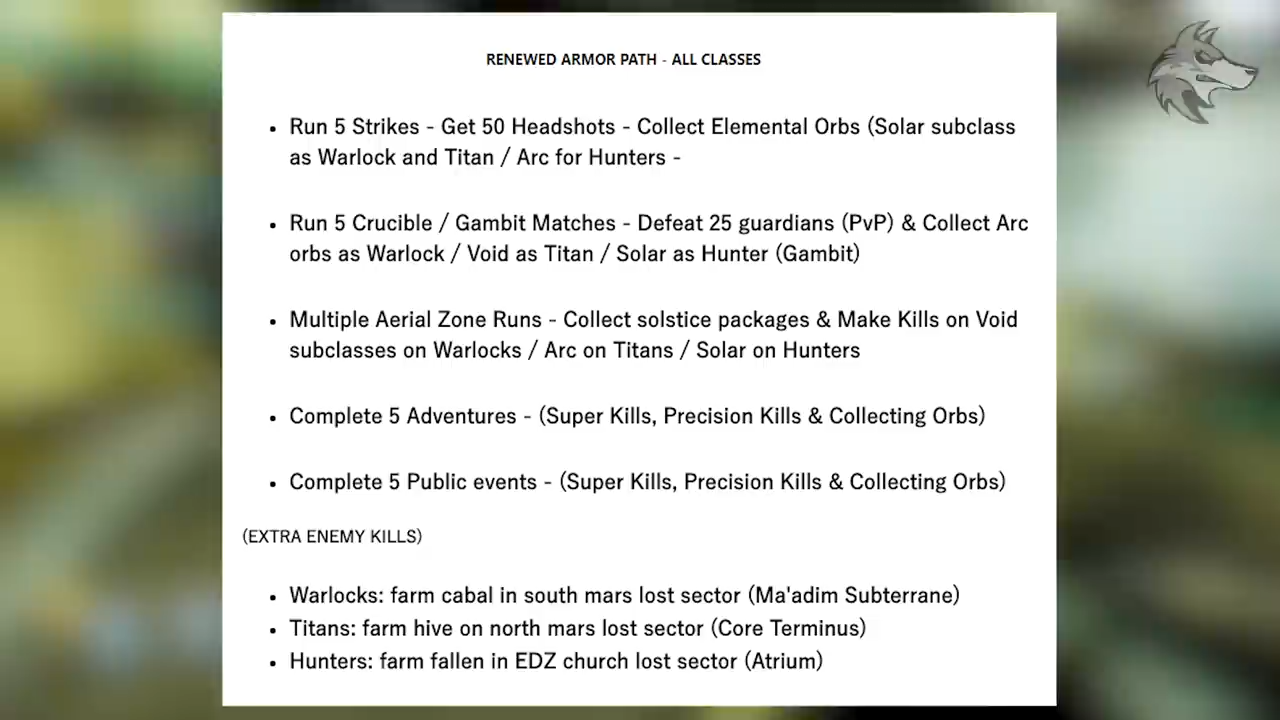 RENEWED ARMOR PATH - ALL CLASSES
• Run 5 Strikes - Get 50 Headshots - Collect Elemental Orbs (Solar subclass
as Warlock and Titan / Arc for Hunters -
• Run 5 Crucible / Gambit Matches - Defeat 25 guardians (PvP) & Collect Arc
orbs as Warlock / Void as Titan / Solar as Hunter (Gambit)
• Multiple Aerial Zone Runs - Collect solstice packages & Make Kills on Void
subclasses on Warlocks / Arc on Titans / Solar on Hunters
• Complete 5 Adventures - (Super Kills, Precision Kills & Collecting Orbs)
• Complete 5 Public events - (Super Kills, Precision Kills & Collecting Orbs)
(EXTRA ENEMY KILLS)
• Warlocks: farm cabal in south mars lost sector (Ma'adim Subterrane)
• Titans: farm hive on north mars lost sector (Core Terminus)
• Hunters: farm fallen in EDZ church lost sector (Atrium)